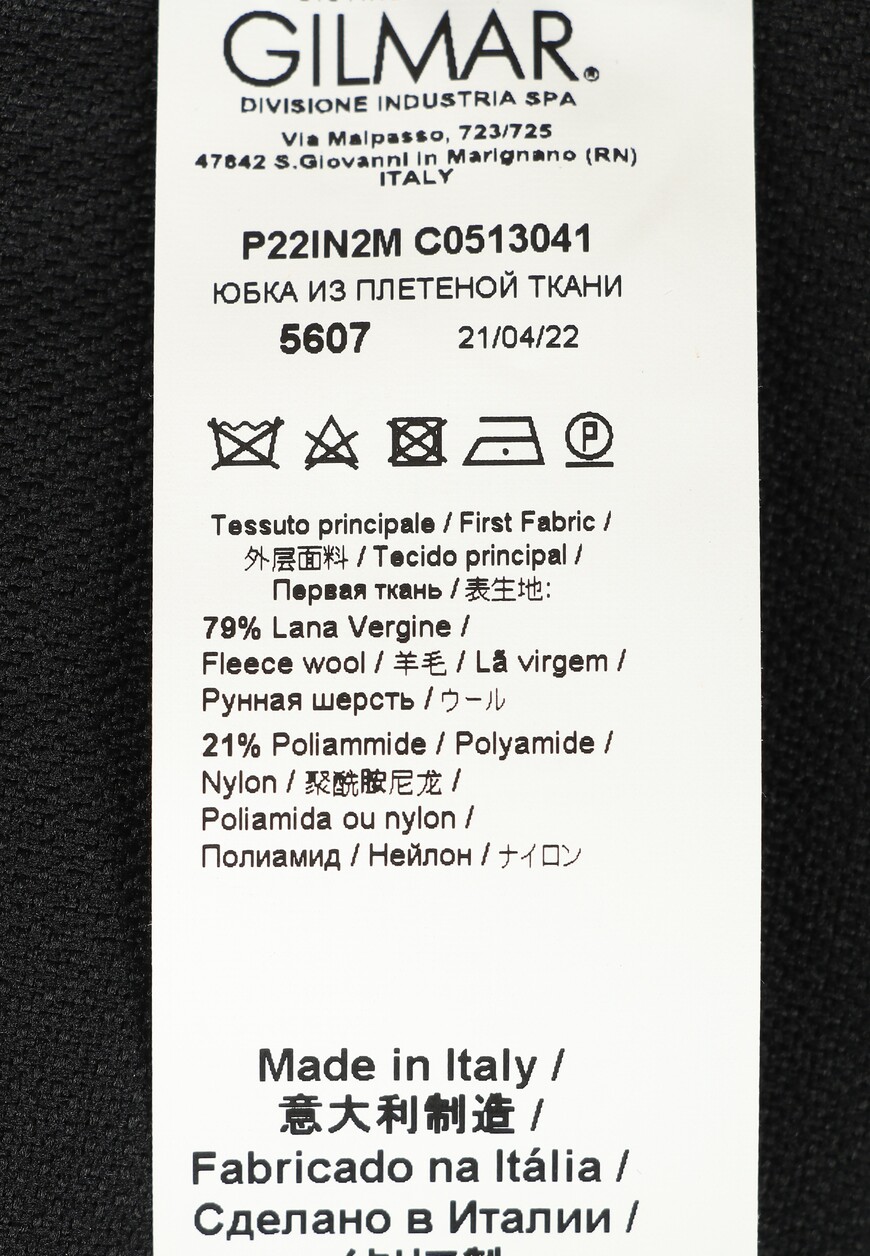 GILMAR®
DIVISIONE INDUSTRIA SPA
Via Malpasso, 723/725
47842 S.Giovanni in Marignano (RN)
ITALY
P22IN2M C0513041
ЮБКА ИЗ ПЛЕТЕНОЙ ТКАНИ
5607 21/04/22
P
Tessuto principale / First Fabric /
外层面料 / Tecido principal /
Первая ткань / 表生地:
79% Lana Vergine /
Fleece wool / 羊毛 / Lã virgem /
Рунная шерсть / ウール
21% Poliammide / Polyamide /
Nylon / 聚酰胺尼龙 /
Poliamida ou nylon /
Полиамид / Нейлон / ナイロン
Made in Italy /
意大利制造 /
Fabricado na Itália /
Сделано в Италии /